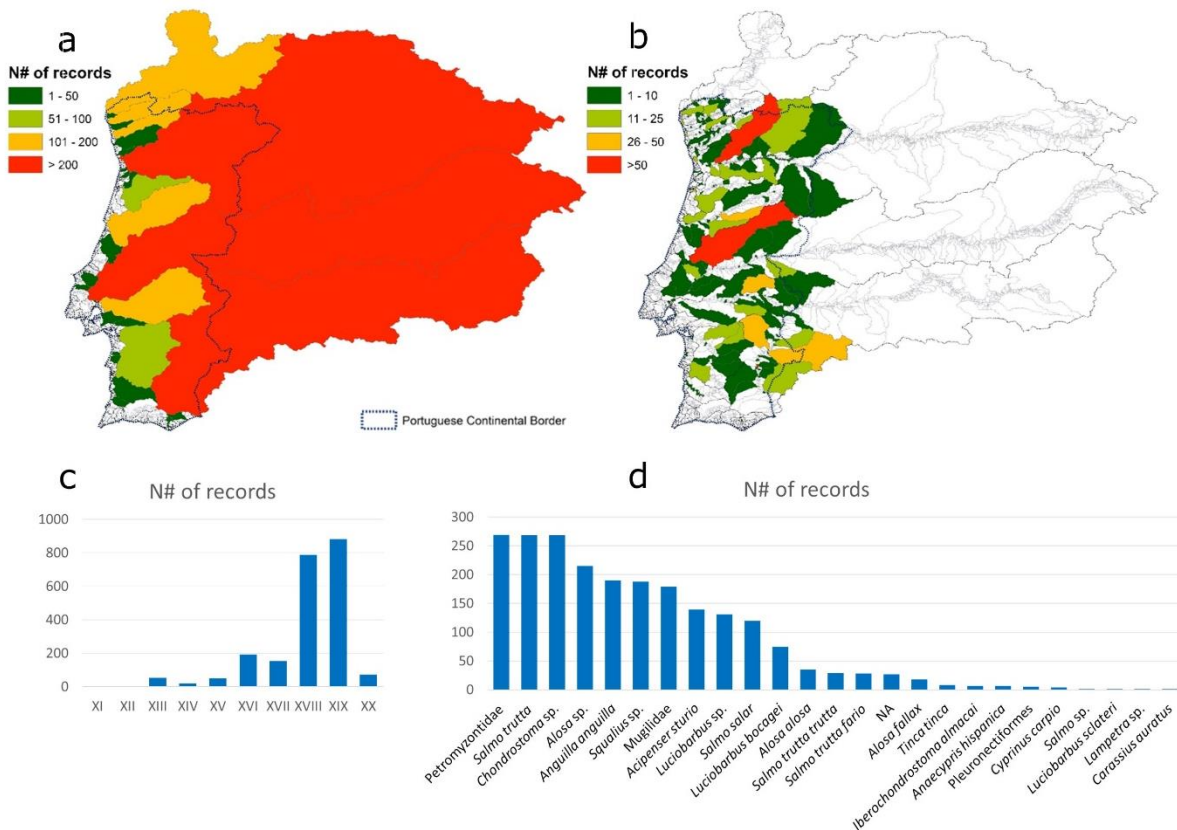 a
N# of records
1 - 50
51 - 100
101 - 200
> 200
Portuguese Continental Border
b
N# of records
1 - 10
11 - 25
26 - 50
>50
c
N# of records
1000
800
600
400
200
0
XI XII XIII XIV XV XVI XVII XVIII XIX XX
d
N# of records
300
250
200
150
100
50
0
Petromyzontidae
Salmo trutta
Chondrostoma sp.
Alosa sp.
Anguilla anguilla
Squalius sp.
Mugilidae
Acipenser sturio
Luciobarbus sp.
Salmo salar
Luciobarbus bocagei
Alosa alosa
Salmo trutta trutta
Salmo trutta fario
NA
Alosa fallax
Tinca tinca
Iberochondrostoma almacai
Anaecypris hispanica
Pleuronectiformes
Cyprinus carpio
Salmo sp.
Luciobarbus sclateri
Lampetra sp.
Carassius auratus